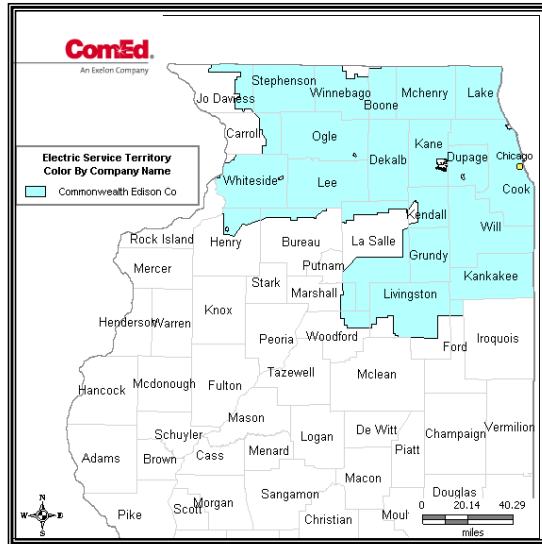 ComEd.
An Exelon Company
Stephenson
Winnebago
Mchenry
Lake
Jo Daviess
Boone
Carroll
Ogle
Kane
Dekalb
Dupage
Chicago
Electric Service Territory
Color By Company Name
Commonwealth Edison Co
Whiteside
Lee
Cook
Kendall
Will
Rock Island
Henry
Bureau
La Salle
Grundy
Mercer
Putnam
Kankakee
Stark
Marshall
Livingston
Knox
Henderson
Warren
Peoria
Woodford
Ford
Iroquois
Tazewell
Mclean
Hancock
Mcdonough
Fulton
Mason
De Witt
Champaign
Vermilion
Schuyler
Logan
Adams
Brown
Cass
Menard
Piatt
Macon
Douglas
N
W
E
S
Pike
Scott
Morgan
Sangamon
Christian
Moult
0 20.14 40.29
miles